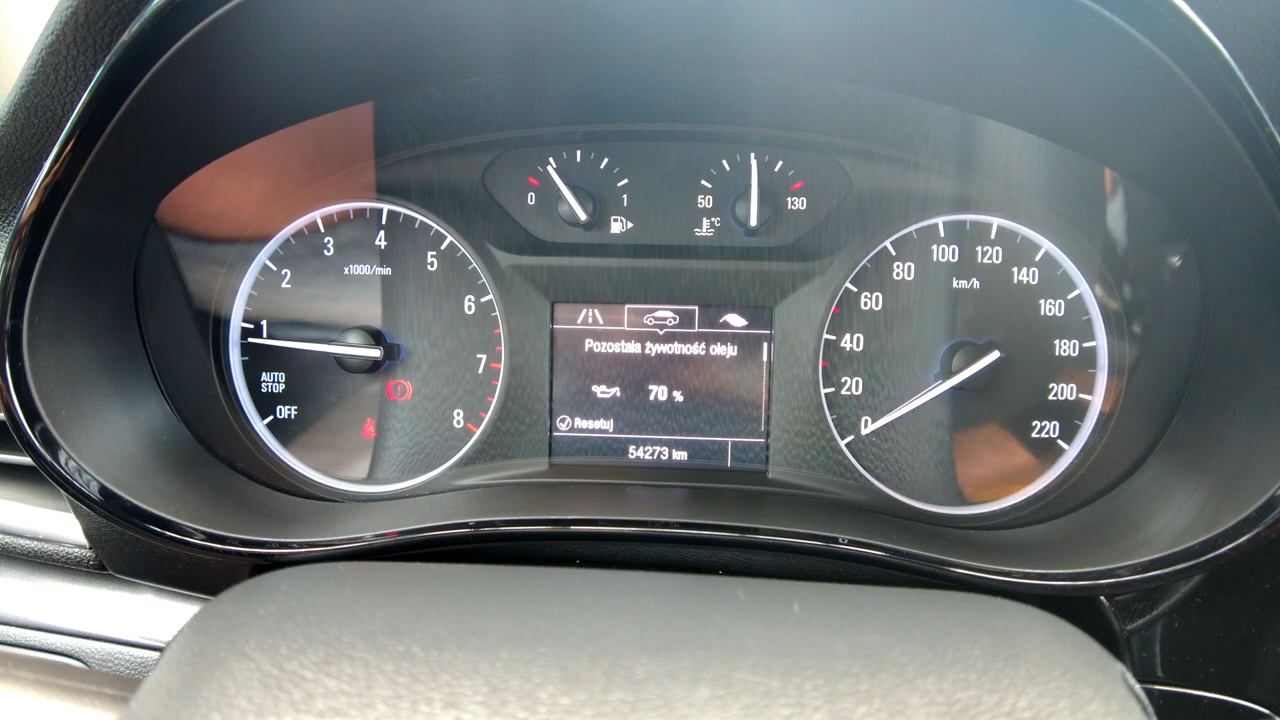 0 1
50 130
°C
1 2 3 4 5 6 7 8
x1000/min
AUTO
STOP
OFF
Pozostała żywotność oleju
70 %
Resetuj
54273 km
0 20 40 60 80 100 120 140 160 180 200 220
km/h